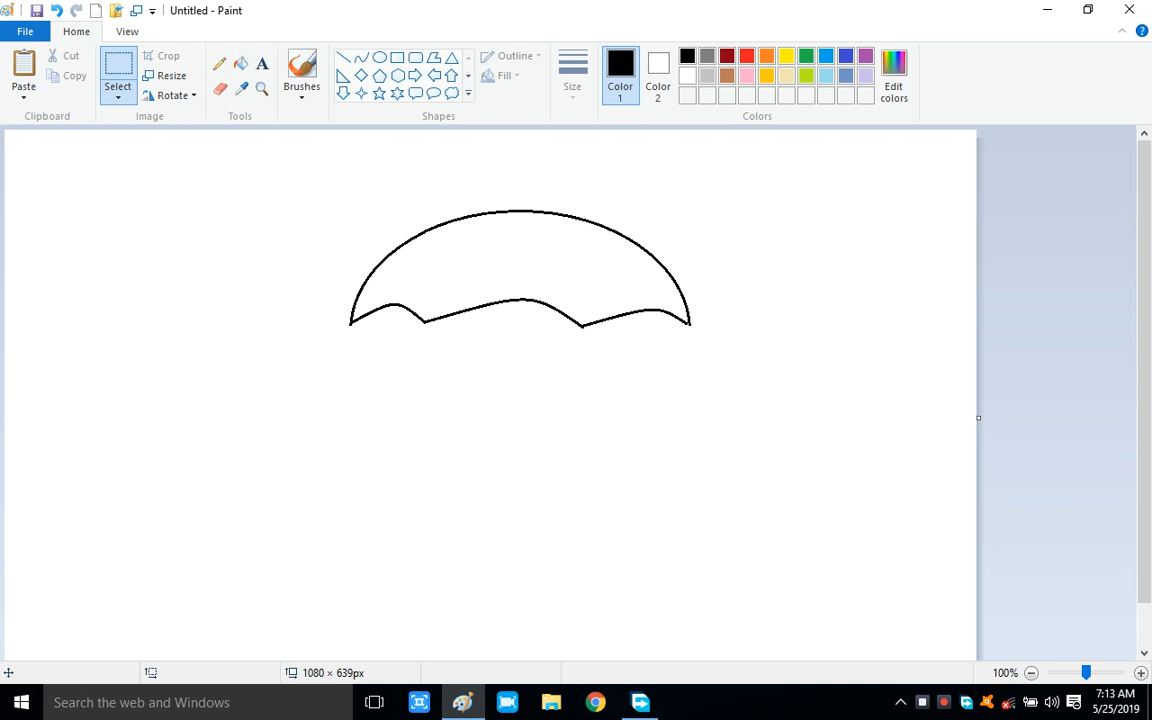 Untitled - Paint
File Home View
Paste
Clipboard
Cut
Copy
Select
Crop
Resize
Rotate
Image
Tools
Brushes
Outline
Fill
Shapes
Size
Color 1
Color 2
Edit colors
Colors
1080 × 639px
100%
Search the web and Windows
7:13 AM
5/25/2019